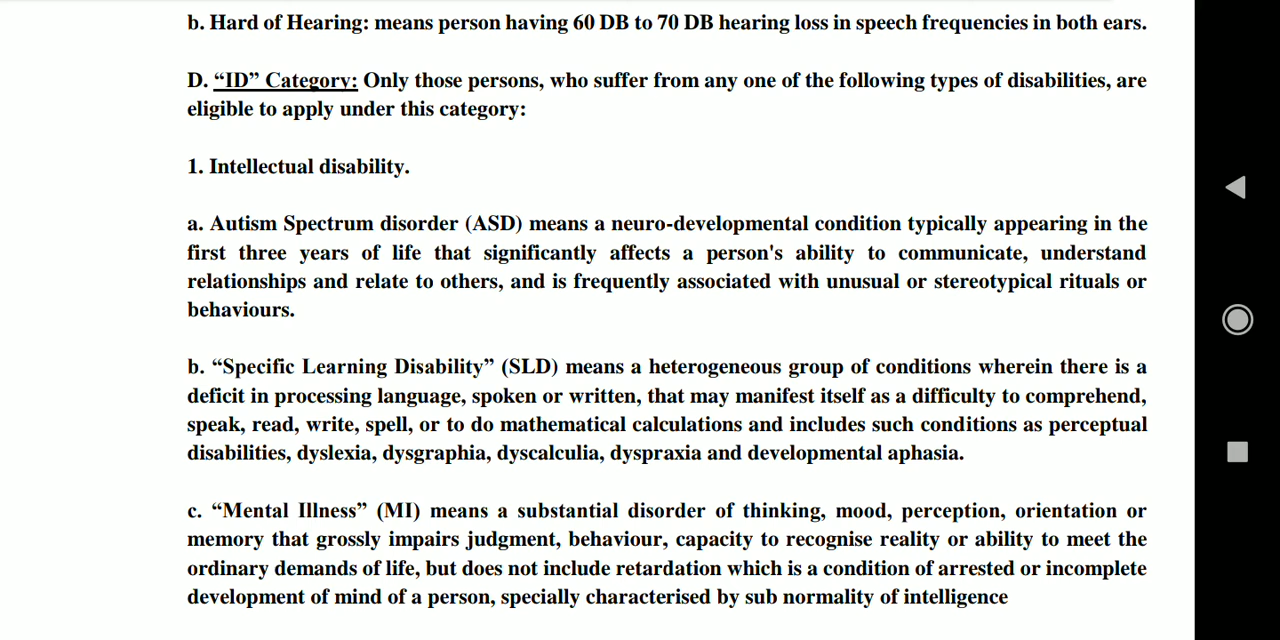 b. Hard of Hearing: means person having 60 DB to 70 DB hearing loss in speech frequencies in both ears.
D. “ID” Category: Only those persons, who suffer from any one of the following types of disabilities, are
eligible to apply under this category:
1. Intellectual disability.
a. Autism Spectrum disorder (ASD) means a neuro-developmental condition typically appearing in the
first three years of life that significantly affects a person's ability to communicate, understand
relationships and relate to others, and is frequently associated with unusual or stereotypical rituals or
behaviours.
b. “Specific Learning Disability” (SLD) means a heterogeneous group of conditions wherein there is a
deficit in processing language, spoken or written, that may manifest itself as a difficulty to comprehend,
speak, read, write, spell, or to do mathematical calculations and includes such conditions as perceptual
disabilities, dyslexia, dysgraphia, dyscalculia, dyspraxia and developmental aphasia.
c. “Mental Illness” (MI) means a substantial disorder of thinking, mood, perception, orientation or
memory that grossly impairs judgment, behaviour, capacity to recognise reality or ability to meet the
ordinary demands of life, but does not include retardation which is a condition of arrested or incomplete
development of mind of a person, specially characterised by sub normality of intelligence